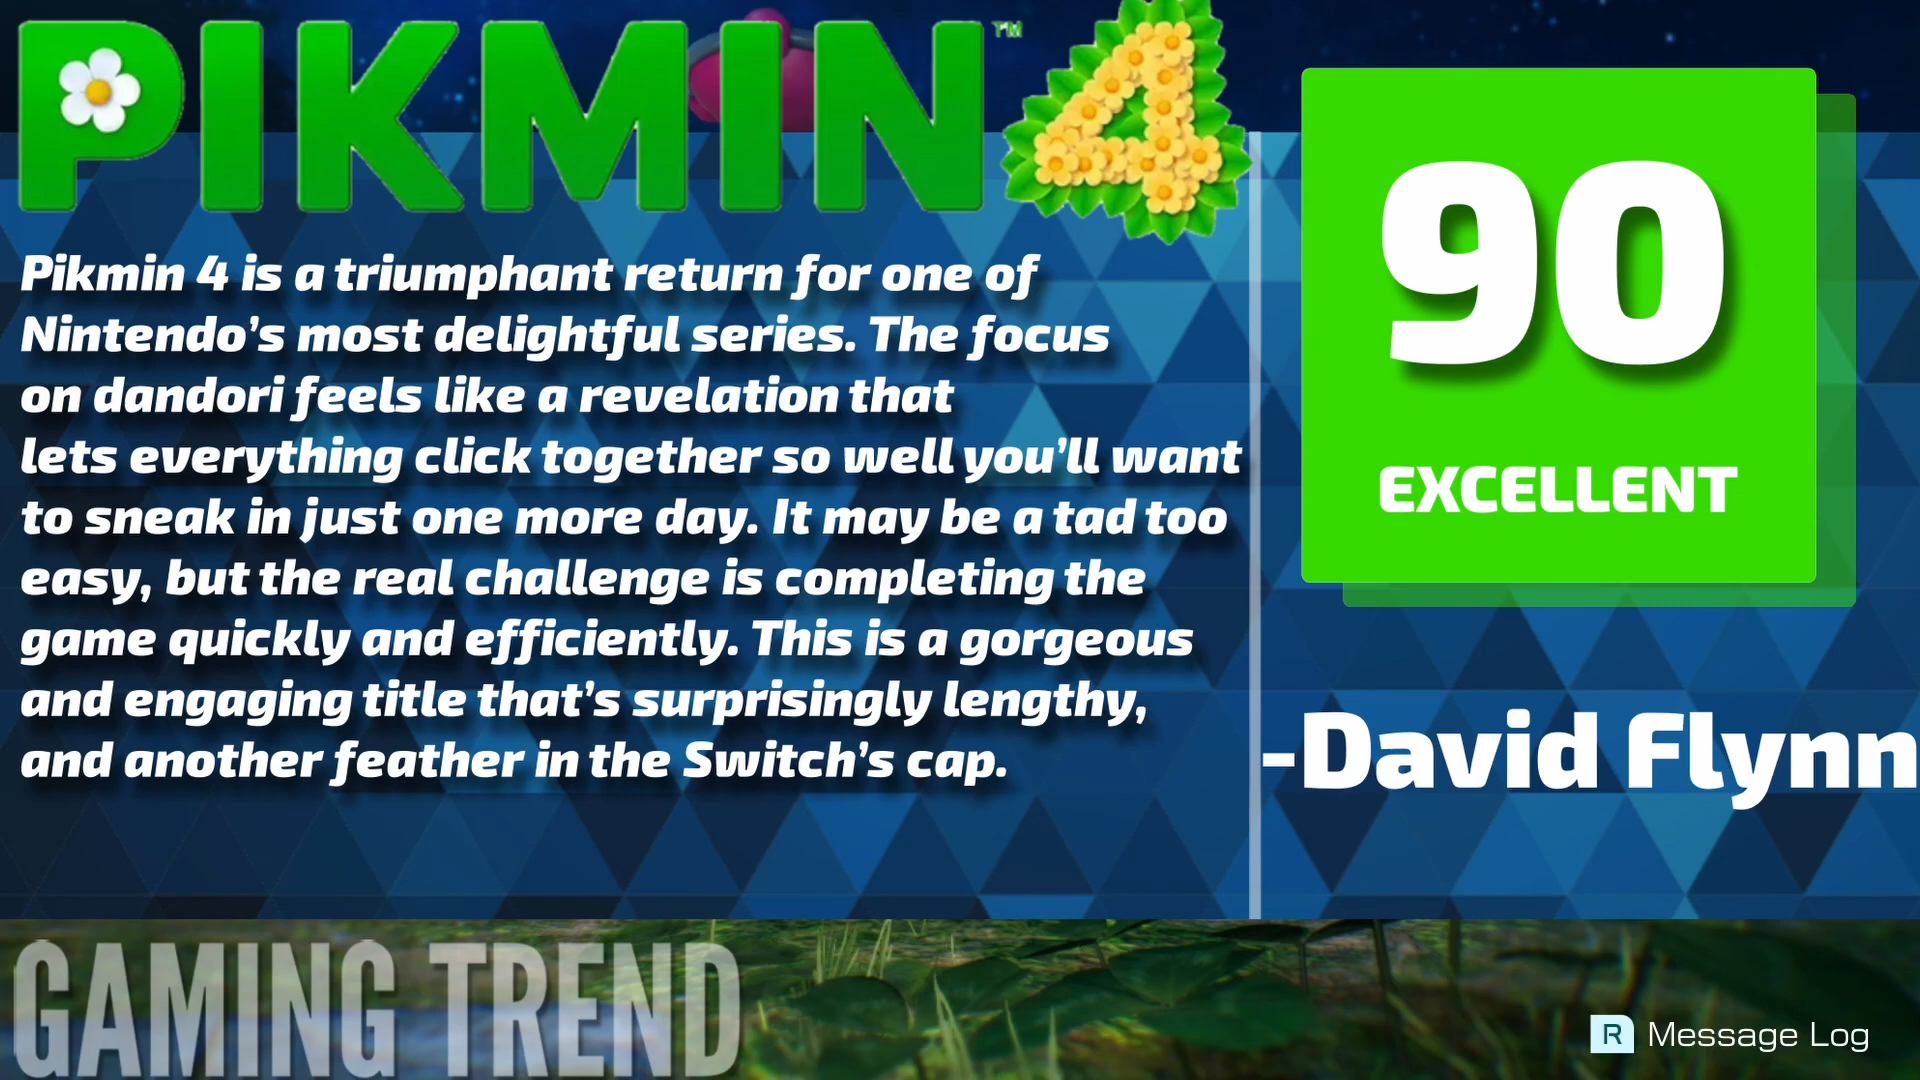 PIKMIN™ 4
Pikmin 4 is a triumphant return for one of
Nintendo’s most delightful series. The focus
on dandori feels like a revelation that
lets everything click together so well you’ll want
to sneak in just one more day. It may be a tad too
easy, but the real challenge is completing the
game quickly and efficiently. This is a gorgeous
and engaging title that’s surprisingly lengthy,
and another feather in the Switch’s cap.
90
EXCELLENT
-David Flynn
GAMING TREND
R Message Log